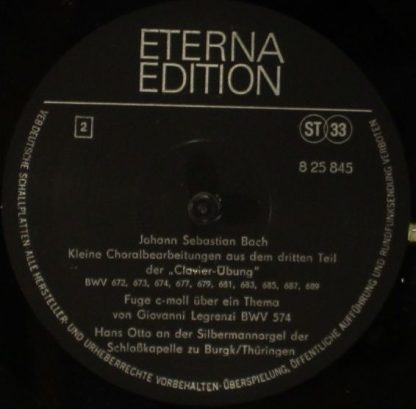 ETERNA
EDITION
2
ST 33
8 25 845
Johann Sebastian Bach
Kleine Choralbearbeitungen aus dem dritten Teil
der „Clavier-Übung"
BWV 672, 673, 674, 677, 679, 681, 683, 685, 687, 689
Fuge c-moll über ein Thema
von Giovanni Legrenzi BWV 574
Hans Otto an der Silbermannorgel der
Schloßkapelle zu Burgk/Thüringen
VEB DEUTSCHE SCHALLPLATTEN ALLE HERSTELLER- UND URHEBERRECHTE VORBEHALTEN · ÜBERSPIELUNG, ÖFFENTLICHE AUFFÜHRUNG UND RUNDFUNKSENDUNG VERBOTEN